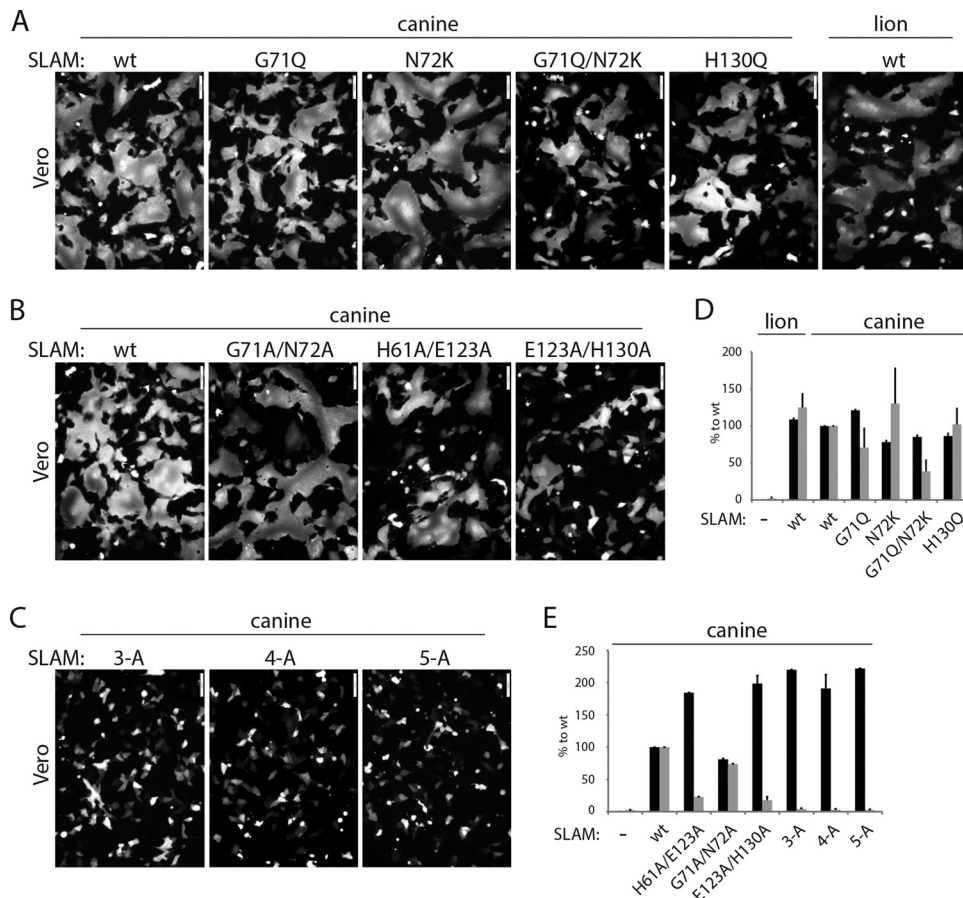 A
canine
lion
SLAM: wt G71Q N72K G71Q/N72K H130Q wt
Vero
B
canine
SLAM: wt G71A/N72A H61A/E123A E123A/H130A
Vero
D
lion canine
200
150
100
50
0
% to wt
SLAM: – wt wt G71Q N72K G71Q/N72K H130Q
C
canine
SLAM: 3-A 4-A 5-A
Vero
E
canine
250
200
150
100
50
0
% to wt
SLAM: – wt H61A/E123A G71A/N72A E123A/H130A 3-A 4-A 5-A